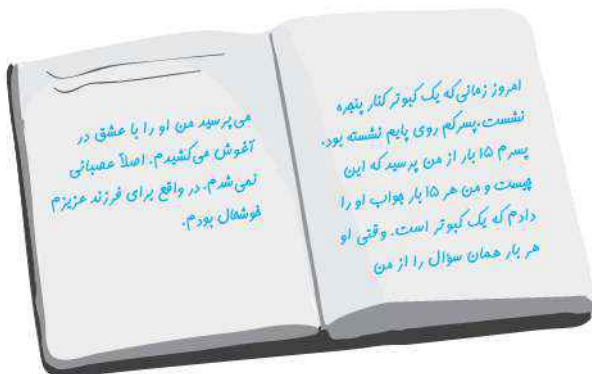 امروز زمانی‌که یک کبوتر کنار پنجره
نشست، پسرکم روی پایم نشسته بود.
پسرم ۱۵ بار از من پرسید که این
چیست و من هر ۱۵ بار جواب او را
دادم که یک کبوتر است. وقتی او
هر بار همان سؤال را از من
می‌پرسید من او را با عشق در
آغوش می‌کشیدم. اصلاً عصبانی
نمی‌شدم. در واقع برای فرزند عزیزم
خوشحال بودم.